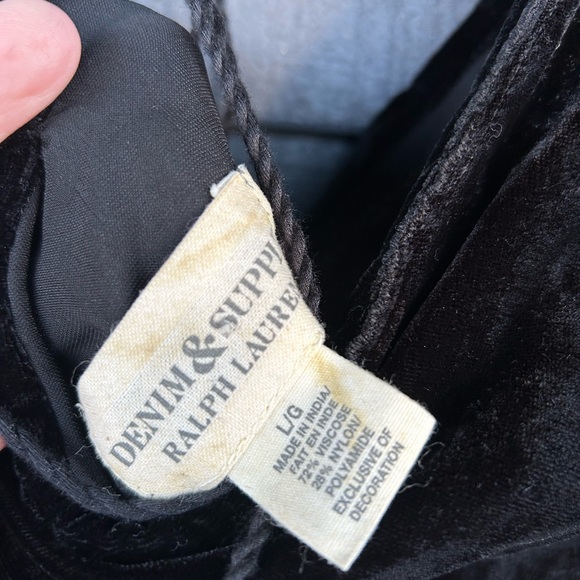 DENIM & SUPPL
RALPH LAUREN
L/G
MADE IN INDIA/
FAIT EN INDE
72% VISCOSE
28% NYLON/
POLYAMIDE
EXCLUSIVE OF
DECORATION